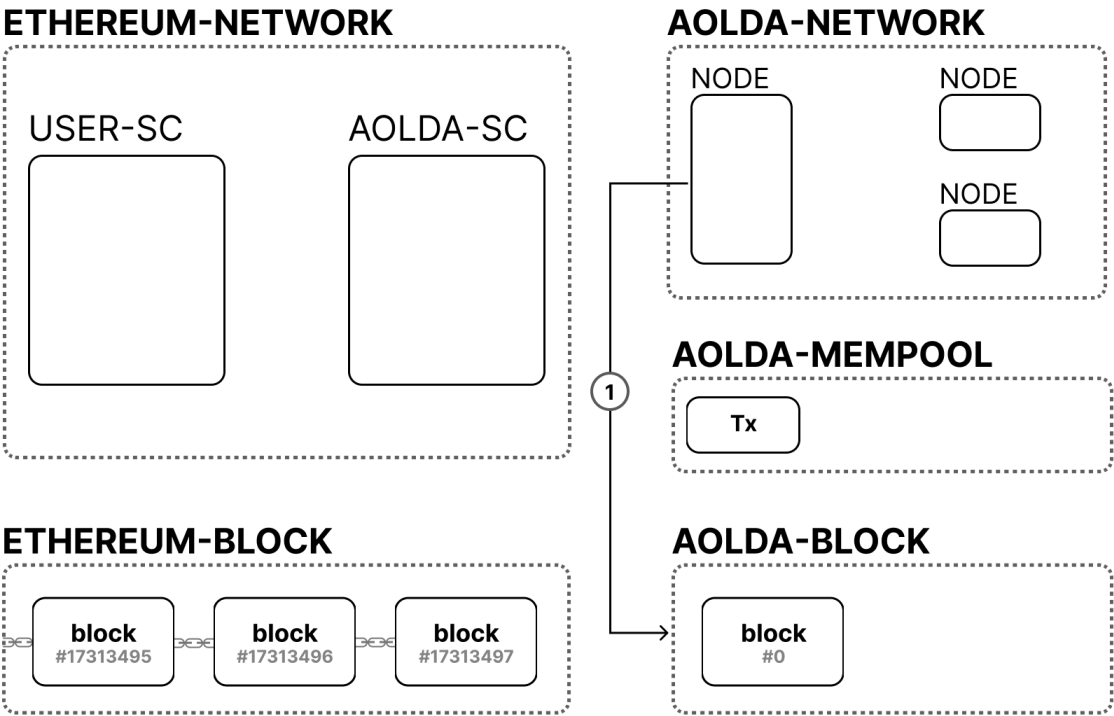 ETHEREUM-NETWORK
USER-SC
AOLDA-SC
AOLDA-NETWORK
NODE
NODE
NODE
1
AOLDA-MEMPOOL
Tx
ETHEREUM-BLOCK
block
#17313495
block
#17313496
block
#17313497
AOLDA-BLOCK
block
#0